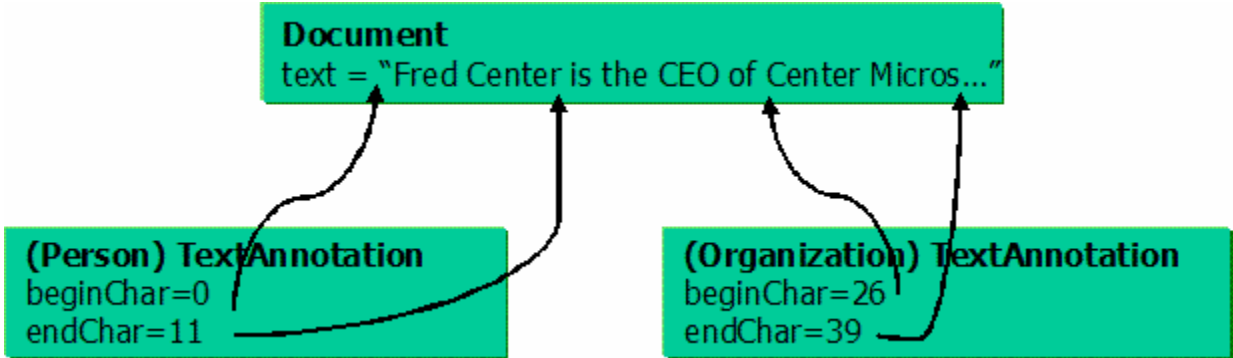 Document
text = “Fred Center is the CEO of Center Micros...”
(Person) TextAnnotation
beginChar=0
endChar=11
(Organization) TextAnnotation
beginChar=26
endChar=39